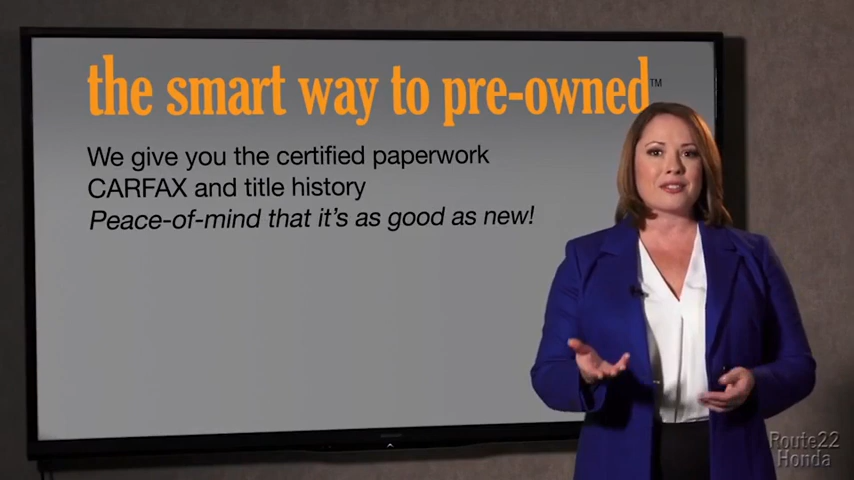 the smart way to pre-owned™
We give you the certified paperwork
CARFAX and title history
Peace-of-mind that it's as good as new!
Route22
Honda